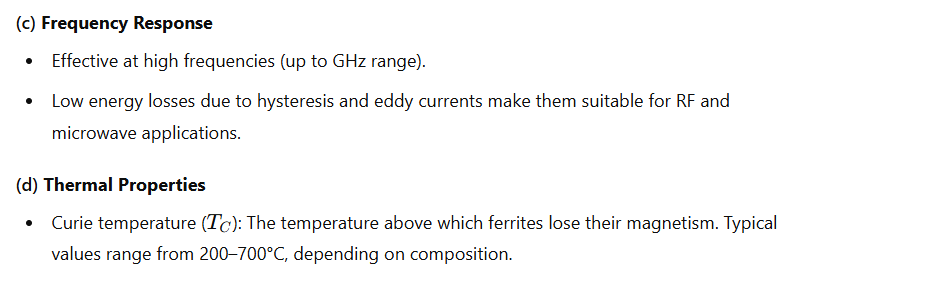 (c) Frequency Response
• Effective at high frequencies (up to GHz range).
• Low energy losses due to hysteresis and eddy currents make them suitable for RF and
microwave applications.
(d) Thermal Properties
• Curie temperature (T_C): The temperature above which ferrites lose their magnetism. Typical
values range from 200–700°C, depending on composition.